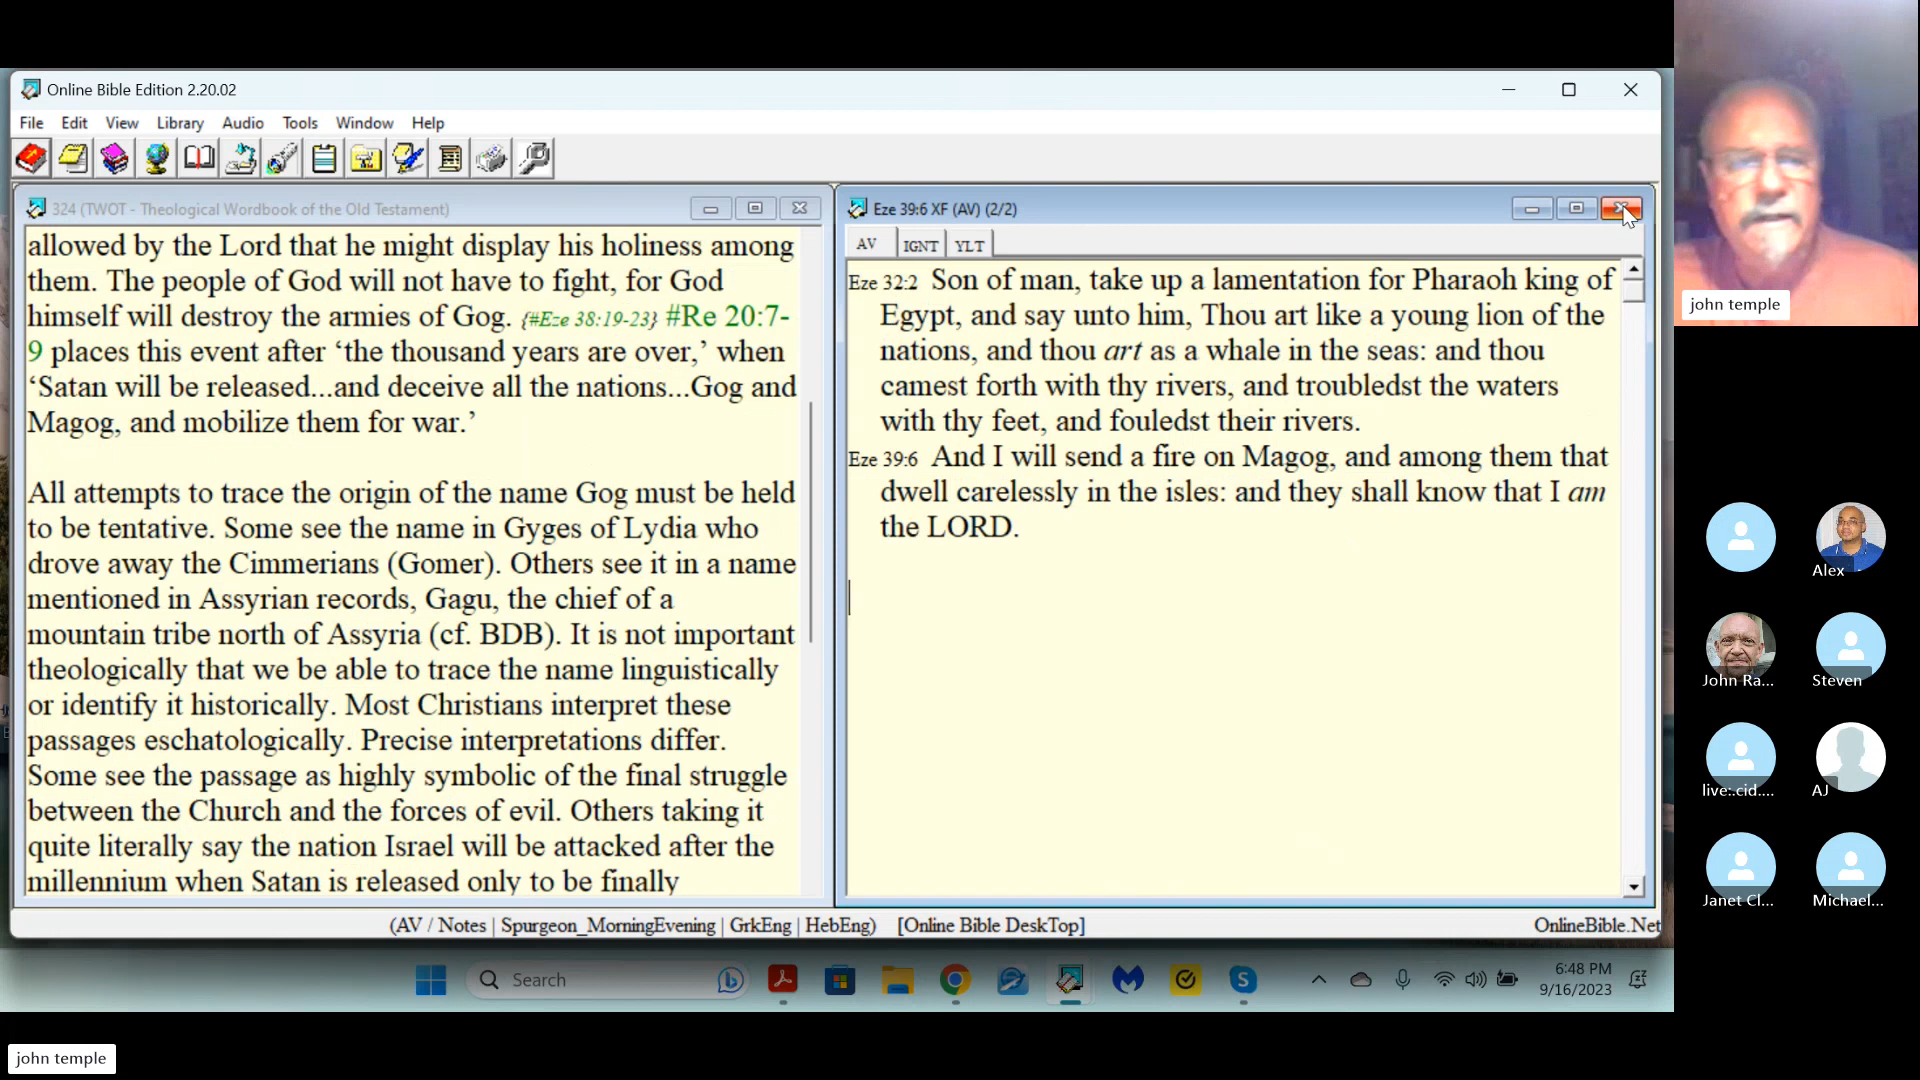 Online Bible Edition 2.20.02
File Edit View Library Audio Tools Window Help
324 (TWOT - Theological Wordbook of the Old Testament)
allowed by the Lord that he might display his holiness among
them. The people of God will not have to fight, for God
himself will destroy the armies of Gog. {#Eze 38:19-23} #Re 20:7-
9 places this event after ‘the thousand years are over,’ when
‘Satan will be released...and deceive all the nations...Gog and
Magog, and mobilize them for war.’
All attempts to trace the origin of the name Gog must be held
to be tentative. Some see the name in Gyges of Lydia who
drove away the Cimmerians (Gomer). Others see it in a name
mentioned in Assyrian records, Gagu, the chief of a
mountain tribe north of Assyria (cf. BDB). It is not important
theologically that we be able to trace the name linguistically
or identify it historically. Most Christians interpret these
passages eschatologically. Precise interpretations differ.
Some see the passage as highly symbolic of the final struggle
between the Church and the forces of evil. Others taking it
quite literally say the nation Israel will be attacked after the
millennium when Satan is released only to be finally
Eze 39:6 XF (AV) (2/2)
AV IGNT YLT
Eze 32:2 Son of man, take up a lamentation for Pharaoh king of
Egypt, and say unto him, Thou art like a young lion of the
nations, and thou art as a whale in the seas: and thou
camest forth with thy rivers, and troubledst the waters
with thy feet, and fouledst their rivers.
Eze 39:6 And I will send a fire on Magog, and among them that
dwell carelessly in the isles: and they shall know that I am
the LORD.
(AV / Notes | Spurgeon_MorningEvening | GrkEng | HebEng) [Online Bible DeskTop] OnlineBible.Net
Search
6:48 PM
9/16/2023
john temple
Alex
John Ra...
Steven
live:.cid....
AJ
Janet Cl...
Michael...
john temple